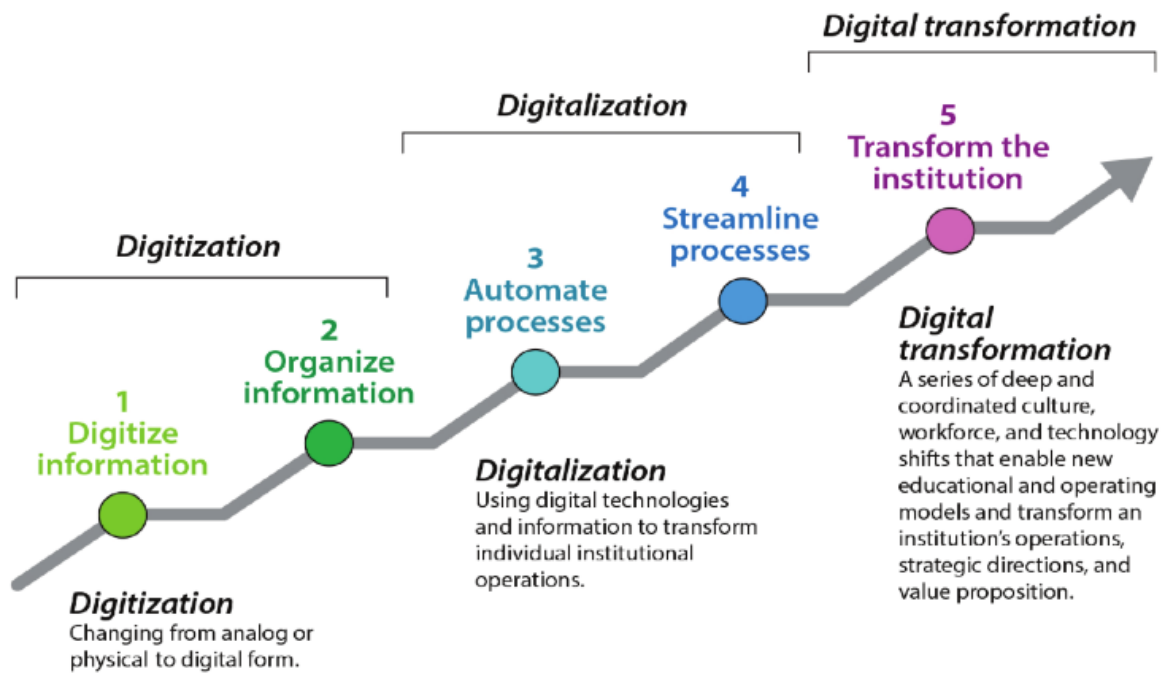 Digital transformation
Digitalization
5
Transform the
institution
4
Streamline
processes
Digitization
3
Automate
processes
2
Organize
information
1
Digitize
information
Digitization
Changing from analog or
physical to digital form.
Digitalization
Using digital technologies
and information to transform
individual institutional
operations.
Digital
transformation
A series of deep and
coordinated culture,
workforce, and technology
shifts that enable new
educational and operating
models and transform an
institution's operations,
strategic directions, and
value proposition.